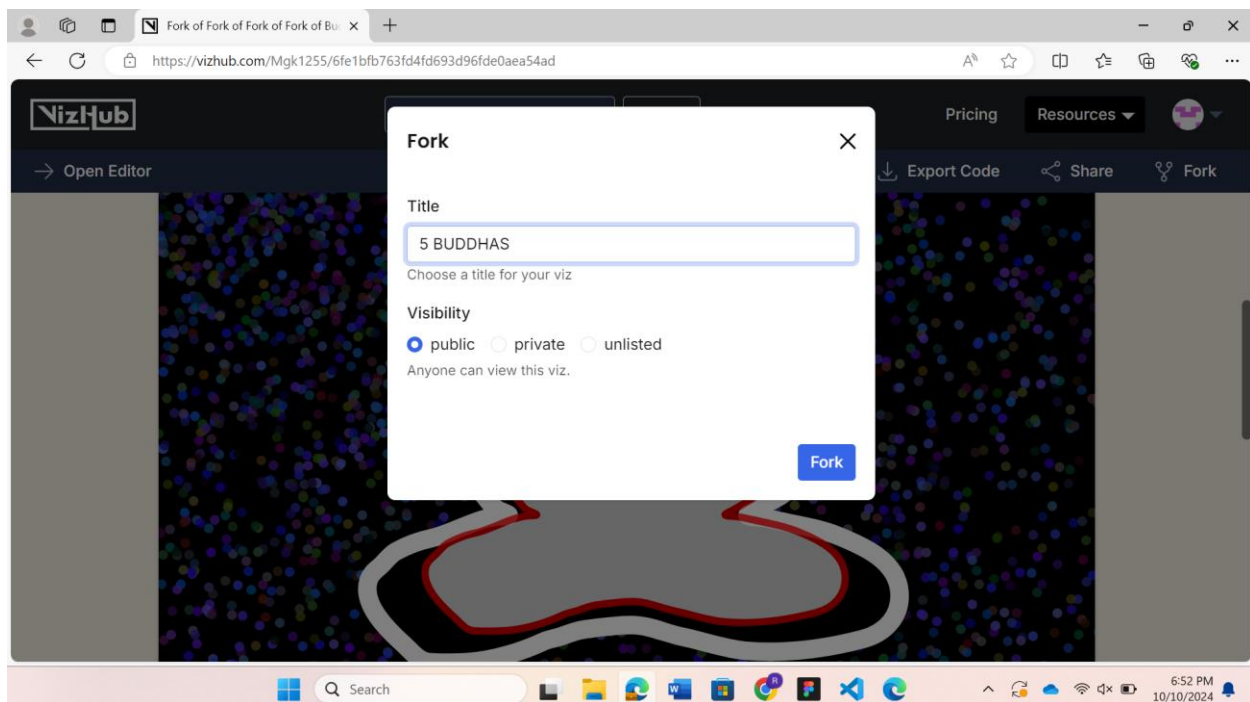 Fork of Fork of Fork of Fork of Bu
https://vizhub.com/Mgk1255/6fe1bfb763fd4fd693d96fde0aea54ad
VizHub
Pricing
Resources
Open Editor
Export Code
Share
Fork
Fork
Title
5 BUDDHAS
Choose a title for your viz
Visibility
public private unlisted
Anyone can view this viz.
Fork
Search
6:52 PM
10/10/2024